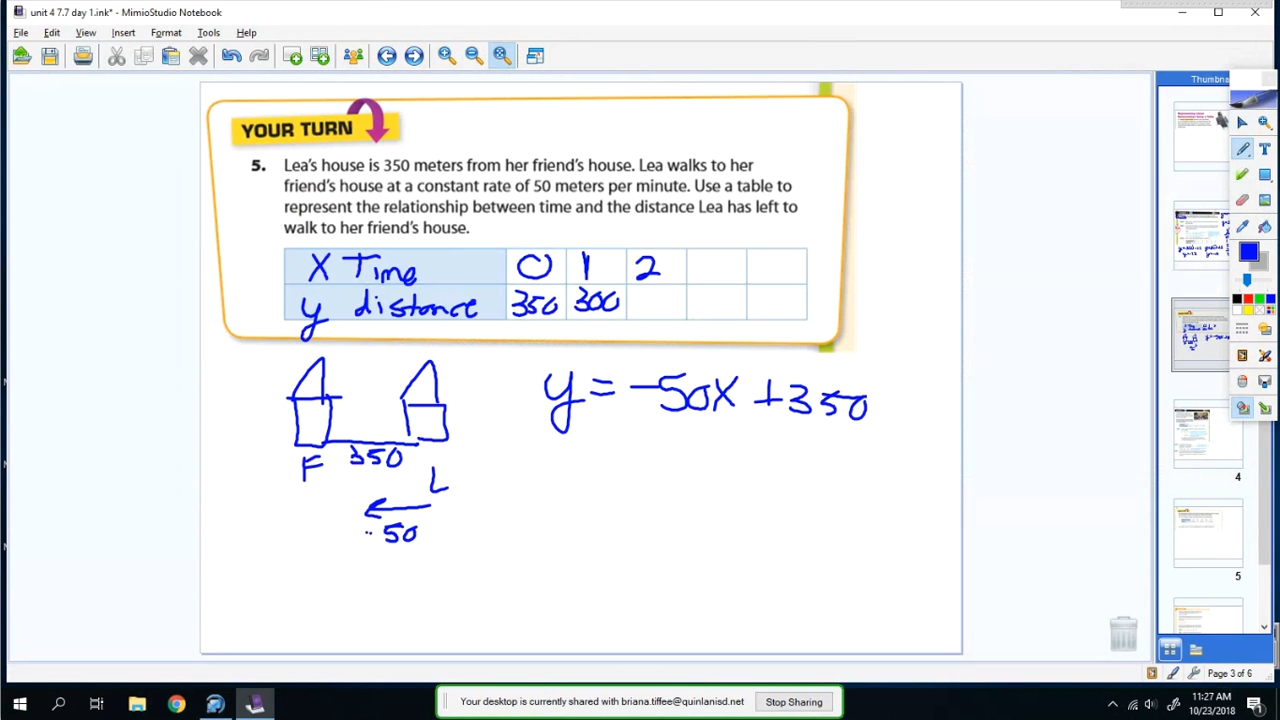 unit 4 7.7 day 1.ink* - MimioStudio Notebook
File Edit View Insert Format Tools Help
Thumbna
YOUR TURN
5. Lea's house is 350 meters from her friend's house. Lea walks to her
friend's house at a constant rate of 50 meters per minute. Use a table to
represent the relationship between time and the distance Lea has left to
walk to her friend's house.
X Time 0 1 2
y distance 350 300
y = -50X + 350
F 350 L
50
4
5
Page 3 of 6
Your desktop is currently shared with briana.tiffee@quinlanisd.net Stop Sharing
11:27 AM
10/23/2018